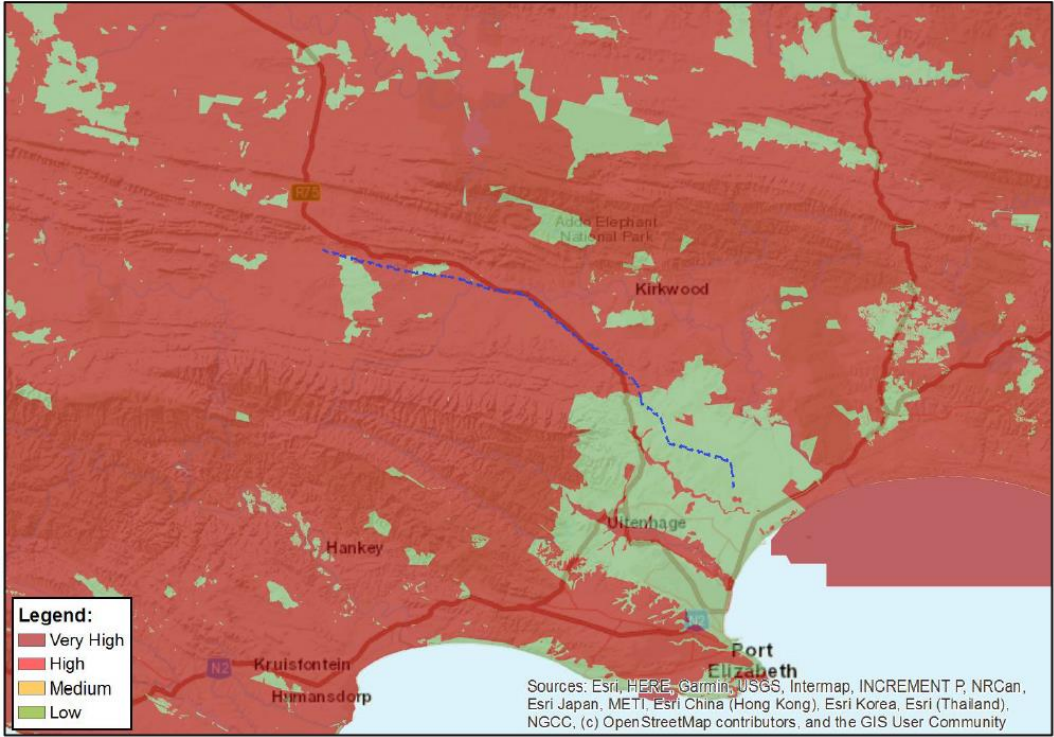 R75
Addo Elephant
National Park
Kirkwood
Uitenhage
Hankey
Legend:
Very High
High
Medium
Low
N2
Kruisfontein
Humansdorp
N2
Port
Elizabeth
Sources: Esri, HERE, Garmin, USGS, Intermap, INCREMENT P, NRCan,
Esri Japan, METI, Esri China (Hong Kong), Esri Korea, Esri (Thailand),
NGCC, (c) OpenStreetMap contributors, and the GIS User Community